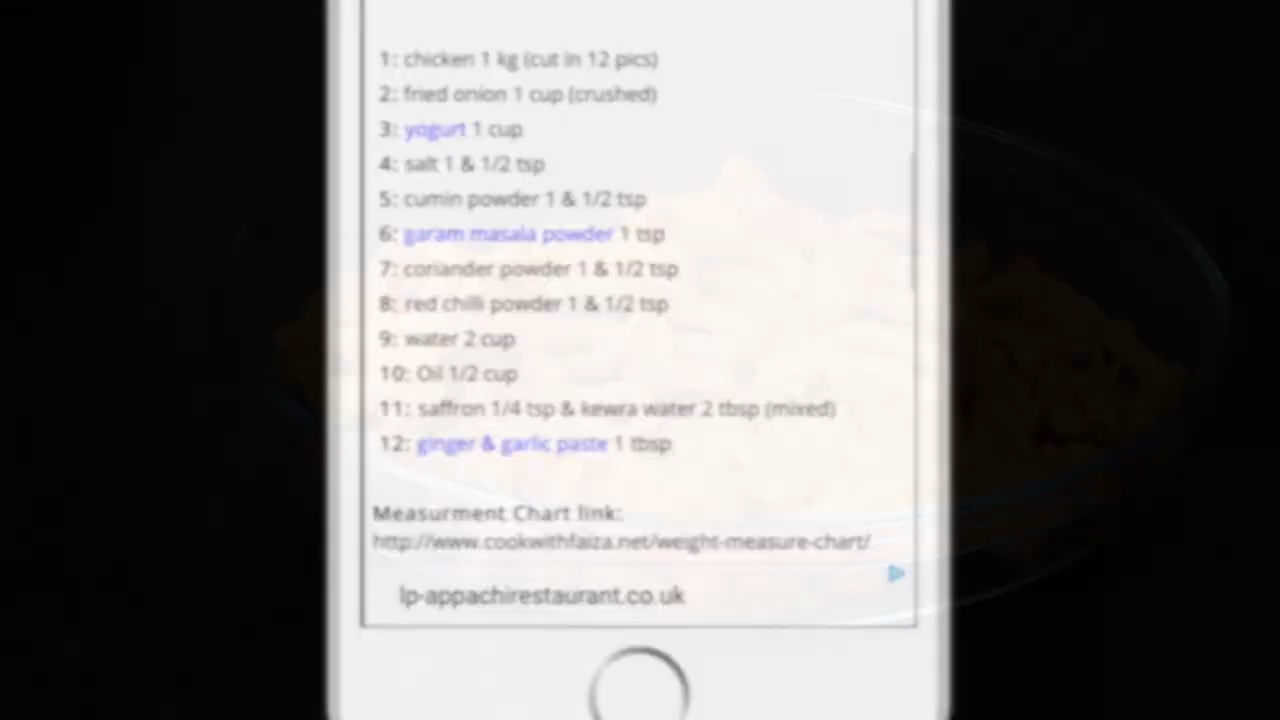 1: chicken 1 kg (cut in 12 pics)
2: fried onion 1 cup (crushed)
3: yogurt 1 cup
4: salt 1 & 1/2 tsp
5: cumin powder 1 & 1/2 tsp
6: garam masala powder 1 tsp
7: coriander powder 1 & 1/2 tsp
8: red chilli powder 1 & 1/2 tsp
9: water 2 cup
10: Oil 1/2 cup
11: saffron 1/4 tsp & kewra water 2 tbsp (mixed)
12: ginger & garlic paste 1 tbsp
Measurment Chart link:
http://www.cookwithfaiza.net/weight-measure-chart/
lp-appachirestaurant.co.uk